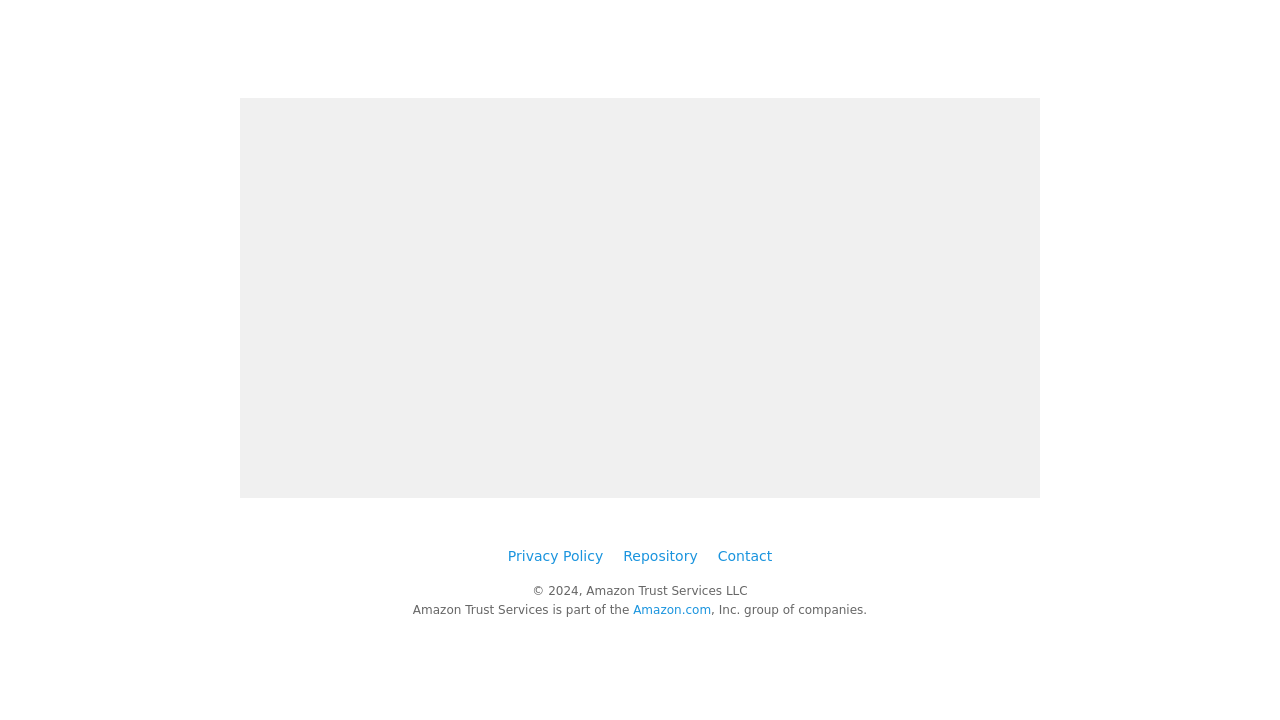 Privacy Policy Repository Contact
© 2024, Amazon Trust Services LLC
Amazon Trust Services is part of the Amazon.com, Inc. group of companies.